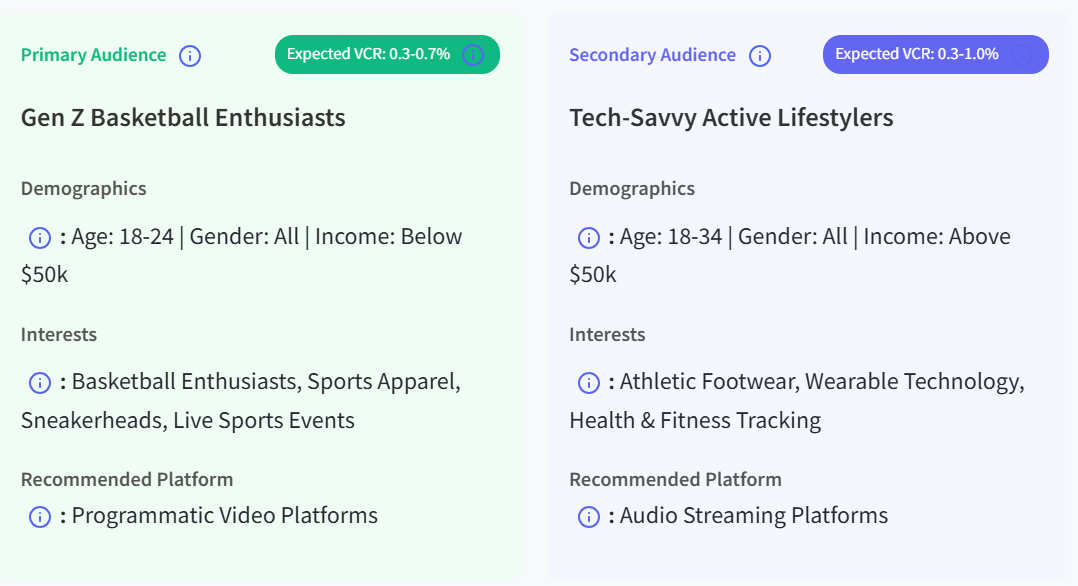 Primary Audience
Expected VCR: 0.3-0.7%
Gen Z Basketball Enthusiasts
Demographics
: Age: 18-24 | Gender: All | Income: Below
$50k
Interests
: Basketball Enthusiasts, Sports Apparel,
Sneakerheads, Live Sports Events
Recommended Platform
: Programmatic Video Platforms
Secondary Audience
Expected VCR: 0.3-1.0%
Tech-Savvy Active Lifestylers
Demographics
: Age: 18-34 | Gender: All | Income: Above
$50k
Interests
: Athletic Footwear, Wearable Technology,
Health & Fitness Tracking
Recommended Platform
: Audio Streaming Platforms